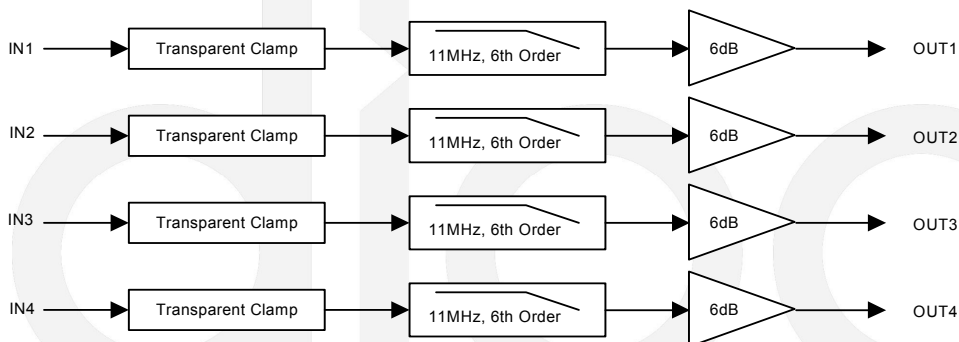 IN1 Transparent Clamp 11MHz, 6th Order 6dB OUT1
IN2 Transparent Clamp 11MHz, 6th Order 6dB OUT2
IN3 Transparent Clamp 11MHz, 6th Order 6dB OUT3
IN4 Transparent Clamp 11MHz, 6th Order 6dB OUT4